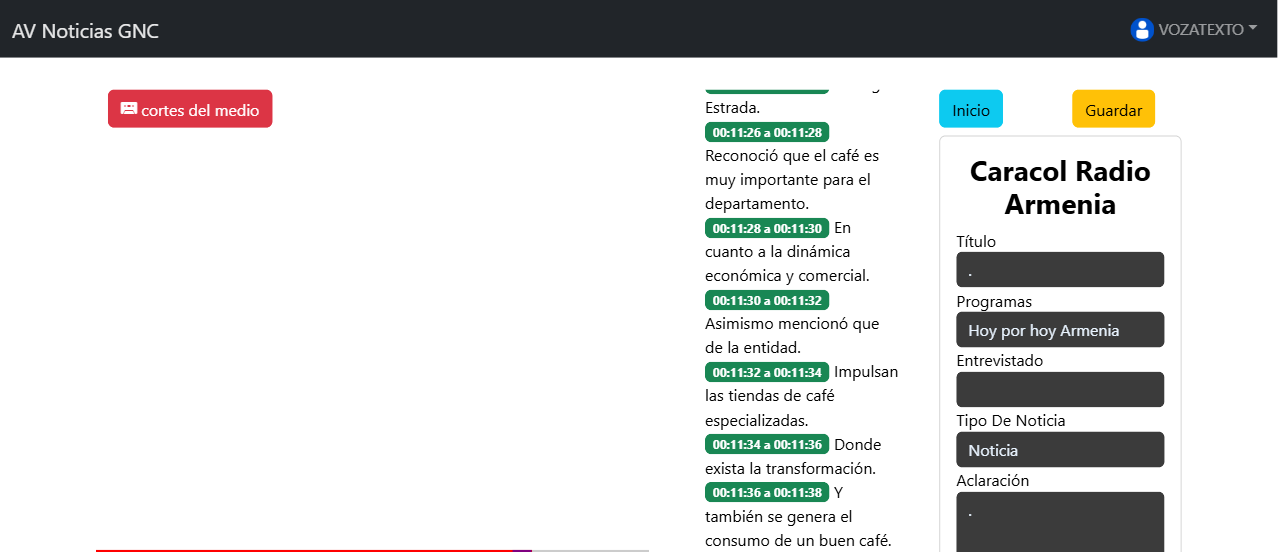 AV Noticias GNC
VOZATEXTO
cortes del medio
Estrada.
00:11:26 a 00:11:28
Reconoció que el café es
muy importante para el
departamento.
00:11:28 a 00:11:30 En
cuanto a la dinámica
económica y comercial.
00:11:30 a 00:11:32
Asimismo mencionó que
de la entidad.
00:11:32 a 00:11:34 Impulsan
las tiendas de café
especializadas.
00:11:34 a 00:11:36 Donde
exista la transformación.
00:11:36 a 00:11:38 Y
también se genera el
consumo de un buen café.
Inicio
Guardar
Caracol Radio
Armenia
Título
.
Programas
Hoy por hoy Armenia
Entrevistado
Tipo De Noticia
Noticia
Aclaración
.